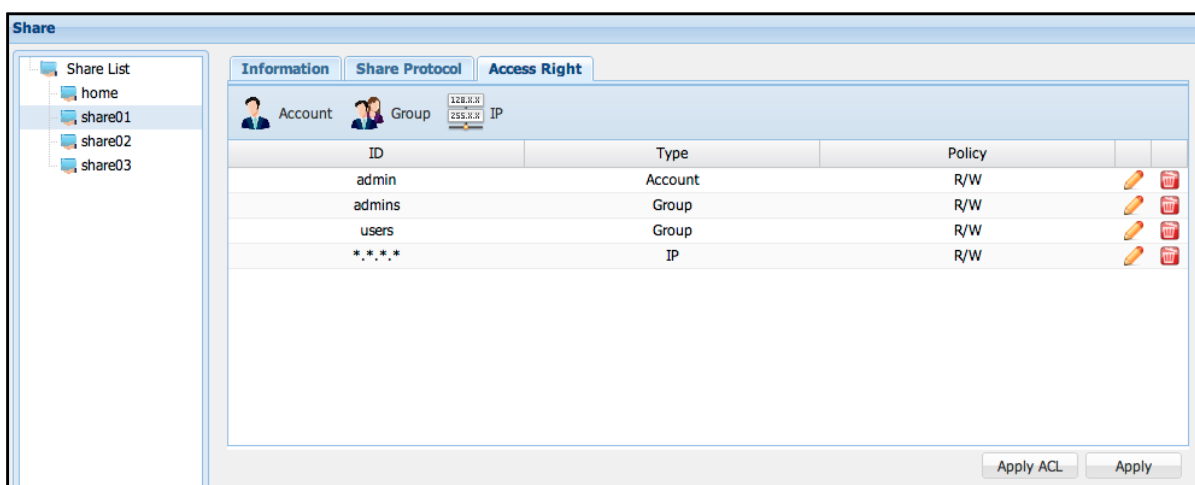 Share
Share List
home
share01
share02
share03
Information Share Protocol Access Right
Account Group 128.X.X 255.X.X IP
ID Type Policy
admin Account R/W
admins Group R/W
users Group R/W
*.*.*.* IP R/W
Apply ACL Apply